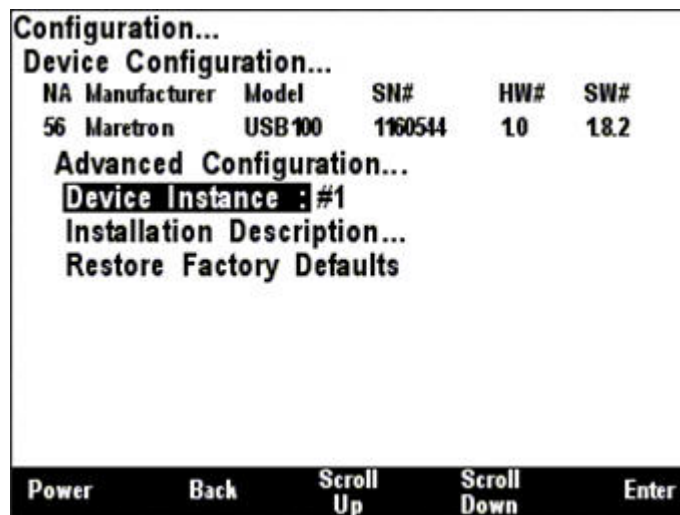 Configuration...
Device Configuration...
NA Manufacturer Model SN# HW# SW#
56 Maretron USB100 1160544 1.0 1.8.2
Advanced Configuration...
Device Instance : #1
Installation Description...
Restore Factory Defaults
Power Back Scroll Up Scroll Down Enter